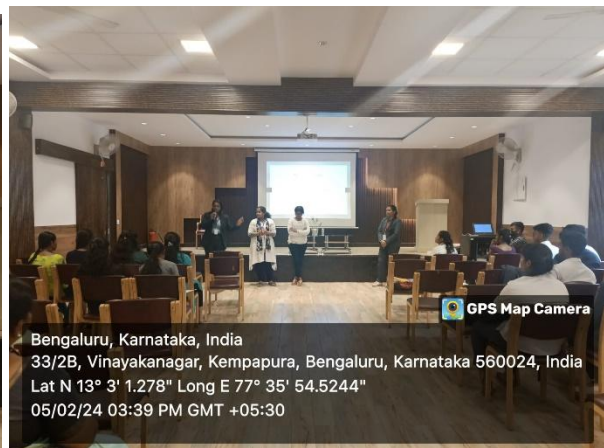 GPS Map Camera
Bengaluru, Karnataka, India
33/2B, Vinayakanagar, Kempapura, Bengaluru, Karnataka 560024, India
Lat N 13° 3' 1.278" Long E 77° 35' 54.5244"
05/02/24 03:39 PM GMT +05:30